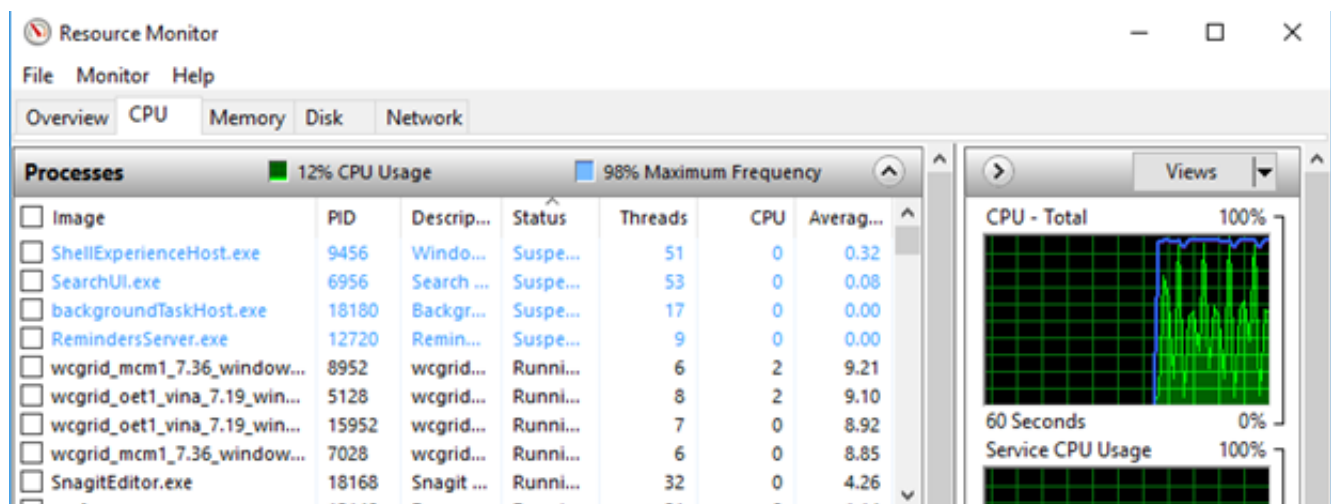 Resource Monitor
File Monitor Help
Overview CPU Memory Disk Network
Processes 12% CPU Usage 98% Maximum Frequency Views
Image PID Descrip... Status Threads CPU Averag... CPU - Total 100%
ShellExperienceHost.exe 9456 Windo... Suspe... 51 0 0.32
SearchUI.exe 6956 Search ... Suspe... 53 0 0.08
backgroundTaskHost.exe 18180 Backgr... Suspe... 17 0 0.00
RemindersServer.exe 12720 Remin... Suspe... 9 0 0.00
wcgrid_mcm1_7.36_window... 8952 wcgrid... Runni... 6 2 9.21
wcgrid_oet1_vina_7.19_win... 5128 wcgrid... Runni... 8 2 9.10
wcgrid_oet1_vina_7.19_win... 15952 wcgrid... Runni... 7 0 8.92 60 Seconds 0%
wcgrid_mcm1_7.36_window... 7028 wcgrid... Runni... 6 0 8.85 Service CPU Usage 100%
SnagitEditor.exe 18168 Snagit ... Runni... 32 0 4.26